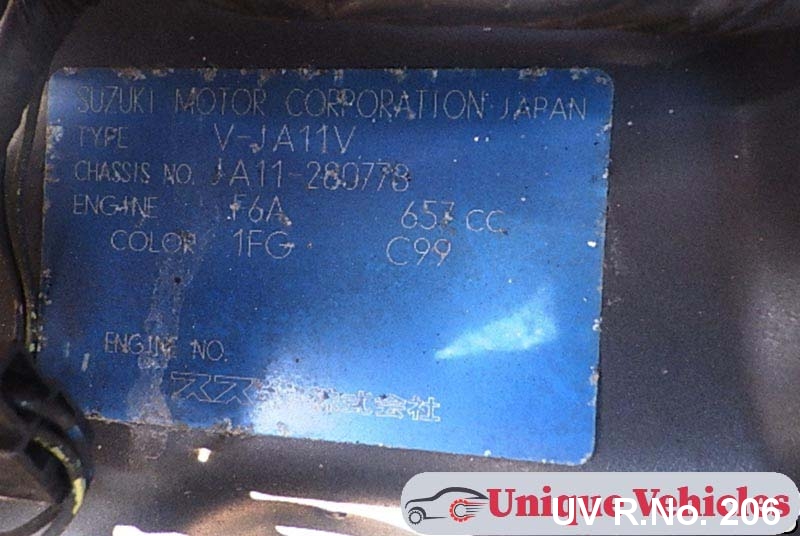 SUZUKI MOTOR CORPORATION JAPAN
TYPE V-JA11V
CHASSIS NO. JA11-280778
ENGINE F6A 657 CC
COLOR 1FG C99
ENGINE NO.
スズキ株式会社
Unique Vehicles
UV R.No. 206